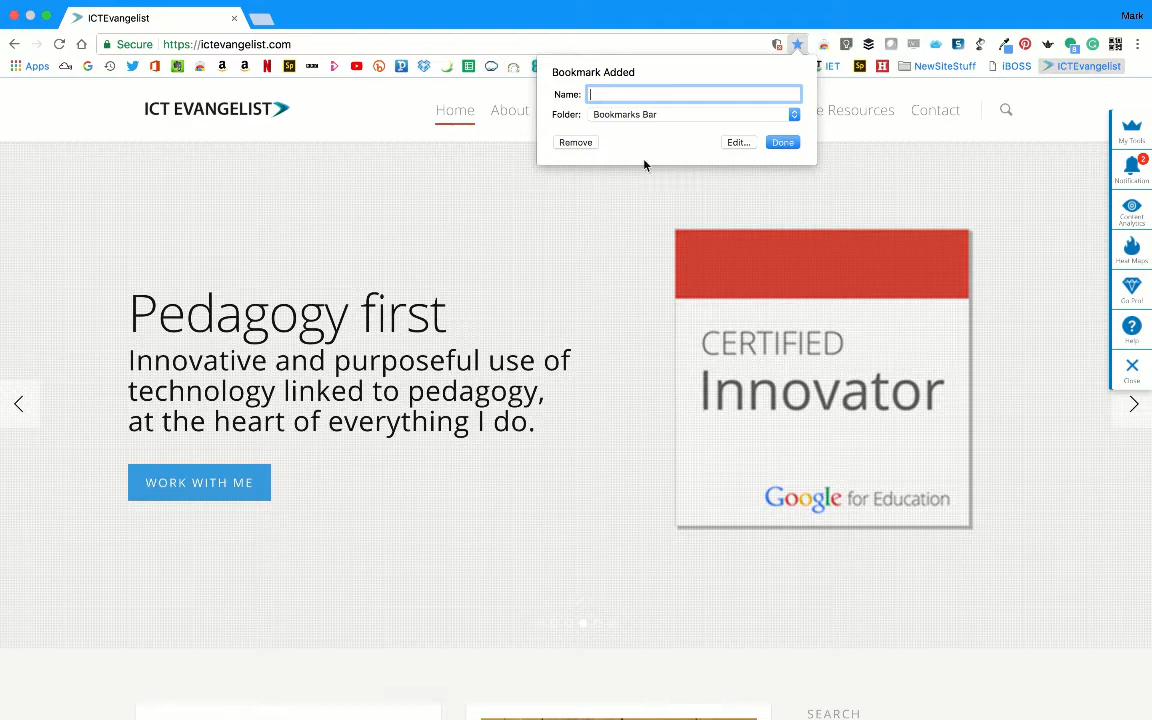 ICTEvangelist
Mark
Secure
https://ictevangelist.com
Apps
IET
NewSiteStuff
iBOSS
ICTEvangelist
Bookmark Added
Name:
Folder:
Bookmarks Bar
Remove
Edit...
Done
ICT EVANGELIST
Home
About
e Resources
Contact
My Tools
2
Notification
Content
Analytics
Heat Maps
Go Pro!
Help
Close
Pedagogy first
Innovative and purposeful use of
technology linked to pedagogy,
at the heart of everything I do.
WORK WITH ME
CERTIFIED
Innovator
Google for Education
SEARCH